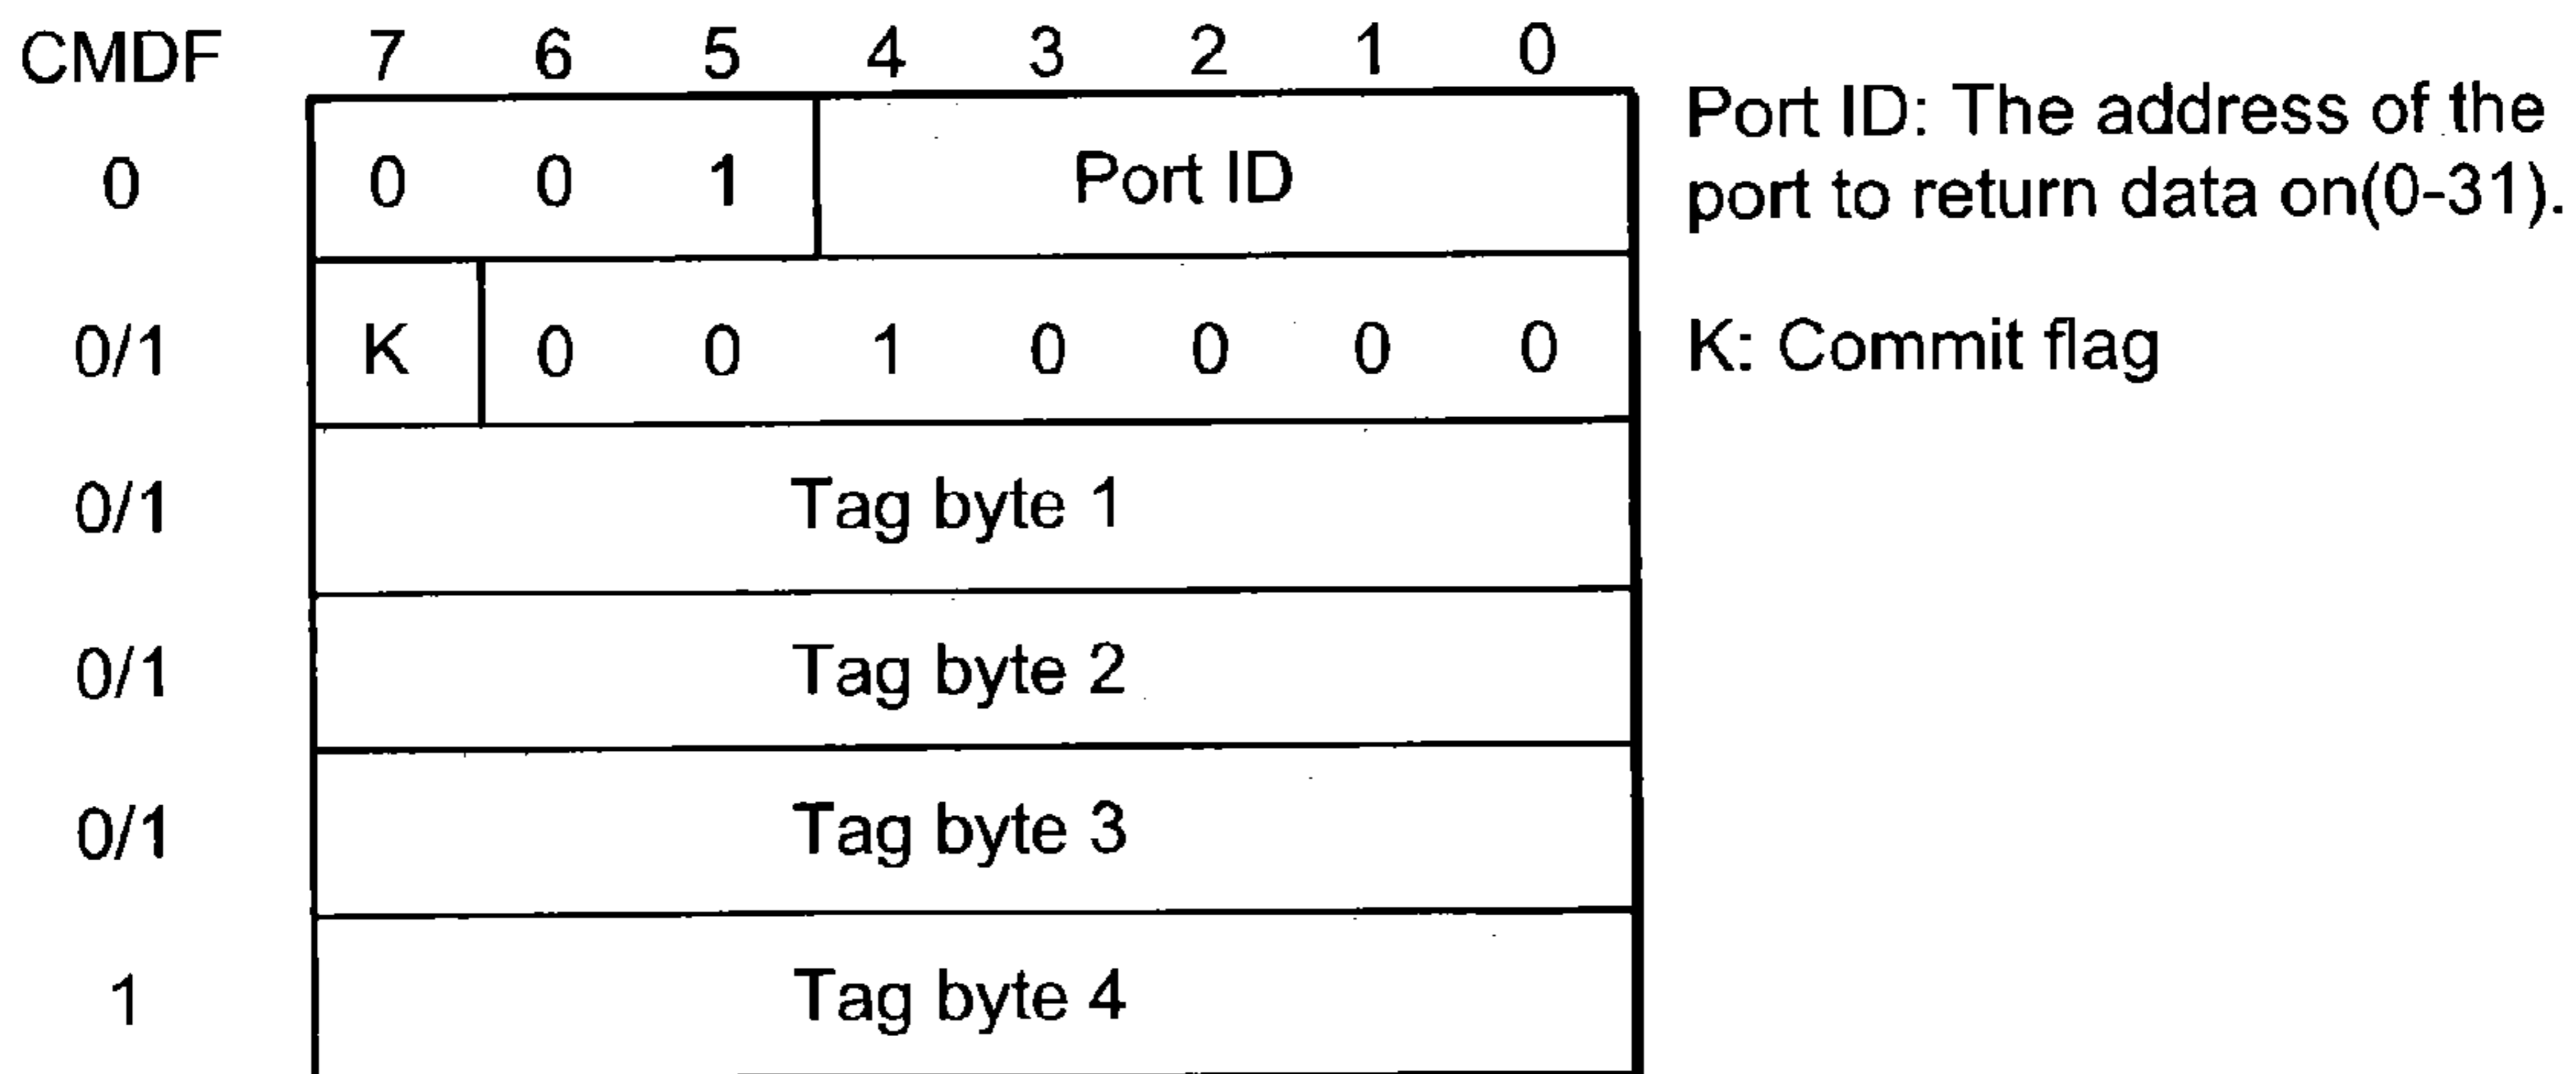 CMDF 7 6 5 4 3 2 1 0
0 0 0 1 Port ID
Port ID: The address of the
port to return data on(0-31).
0/1 K 0 0 1 0 0 0 0
K: Commit flag
0/1 Tag byte 1
0/1 Tag byte 2
0/1 Tag byte 3
1 Tag byte 4